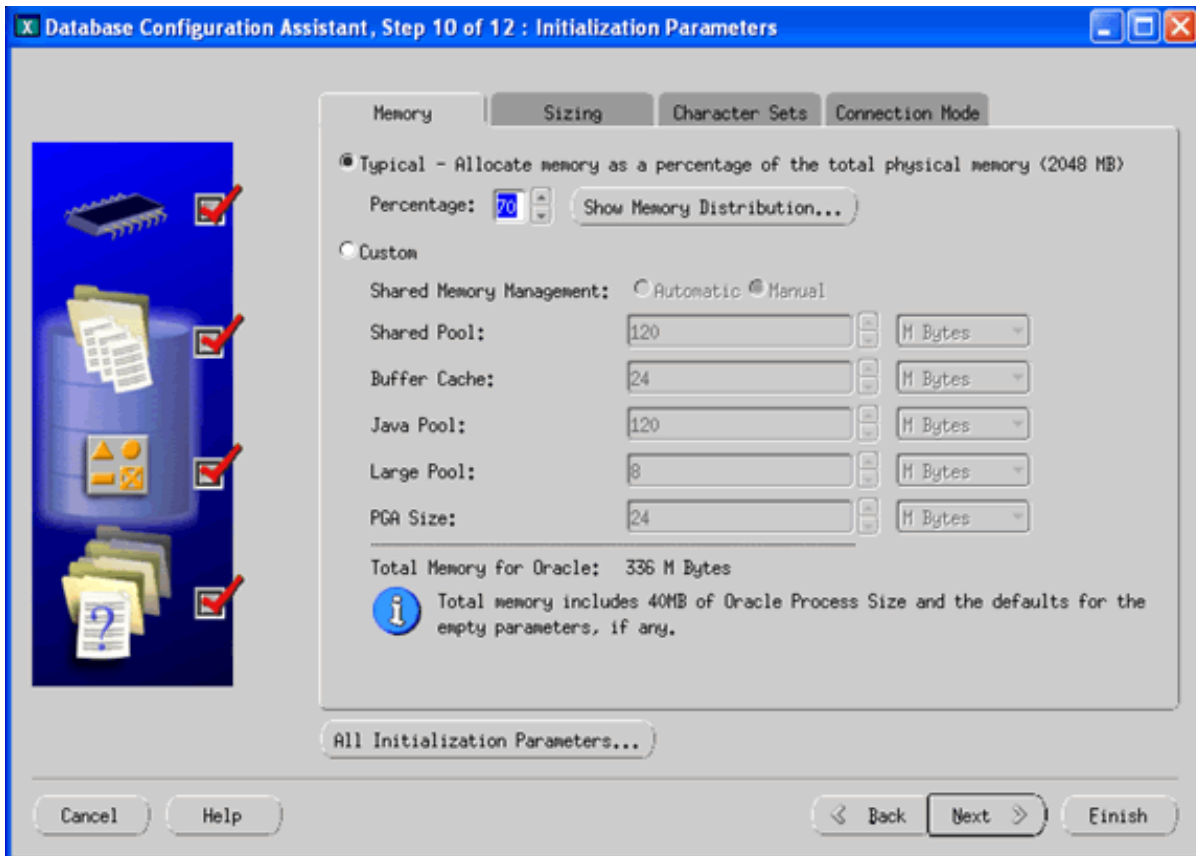 X Database Configuration Assistant, Step 10 of 12 : Initialization Parameters
Memory Sizing Character Sets Connection Mode
Typical - Allocate memory as a percentage of the total physical memory (2048 MB)
Percentage: 70 Show Memory Distribution...
Custom
Shared Memory Management: Automatic Manual
Shared Pool: 120 M Bytes
Buffer Cache: 24 M Bytes
Java Pool: 120 M Bytes
Large Pool: 8 M Bytes
PGA Size: 24 M Bytes
Total Memory for Oracle: 336 M Bytes
Total memory includes 40MB of Oracle Process Size and the defaults for the
empty parameters, if any.
All Initialization Parameters...
Cancel Help Back Next Finish